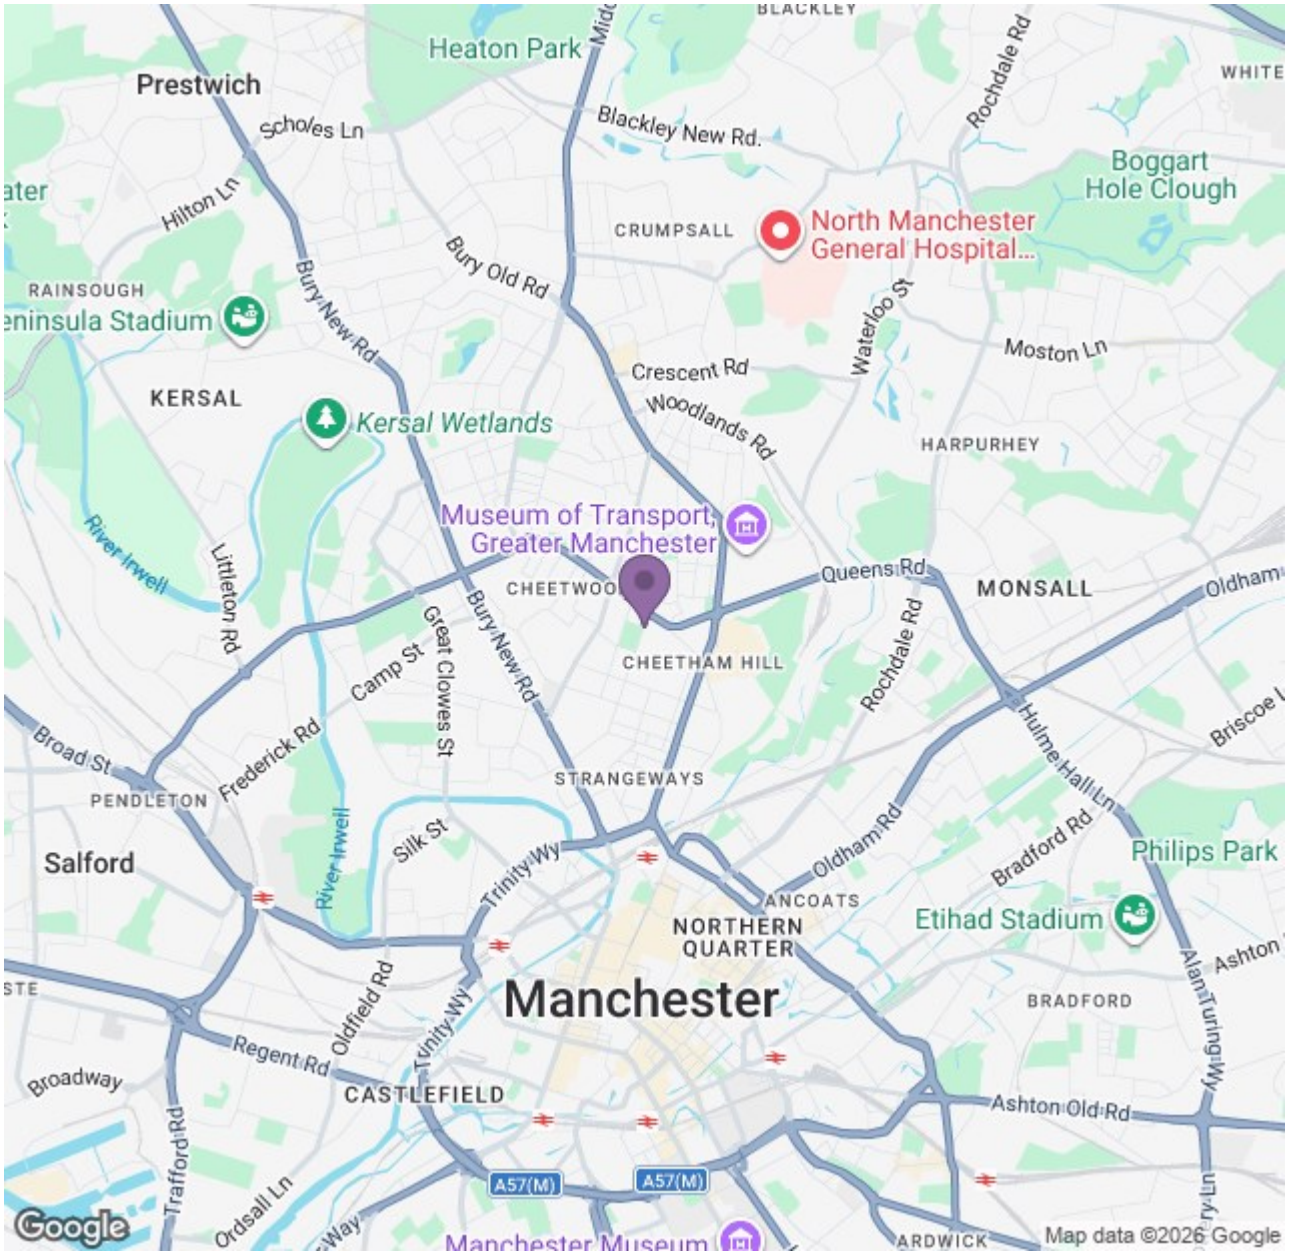 BLACKLEY
Heaton Park
Prestwich
WHITE
Rochdale Rd
Scholes Ln
Blackley New Rd.
Boggart
Hole Clough
ater
Hilton Ln
CRUMPSALL
North Manchester
General Hospital...
Bury Old Rd
RAINSOUGH
eninsula Stadium
Bury New Rd
Waterloo St
Moston Ln
Crescent Rd
KERSAL
Woodlands Rd
Kersal Wetlands
HARPURHEY
Museum of Transport,
Greater Manchester
River Irwell
Littleton Rd
CHEETWOO
Queens Rd
MONSALL
Oldham
Bury New Rd
Great Clowes St
Rochdale Rd
Camp St
CHEETHAM HILL
Broad St
Frederick Rd
Briscoe L
Hulme Hall Ln
STRANGEWAYS
PENDLETON
Salford
River Irwell
Silk St
Trinity Wy
Oldham Rd
Bradford Rd
Philips Park
ANCOATS
NORTHERN
QUARTER
Etihad Stadium
Ashton
STE
Oldfield Rd
Trinity Wy
Manchester
BRADFORD
Alan Turing Wy
Regent Rd
Broadway
CASTLEFIELD
Ashton Old Rd
Trafford Rd
Ordsall Ln
A57(M)
A57(M)
Way
Google
Manchester Museum
ARDWICK
Map data ©2026 Google